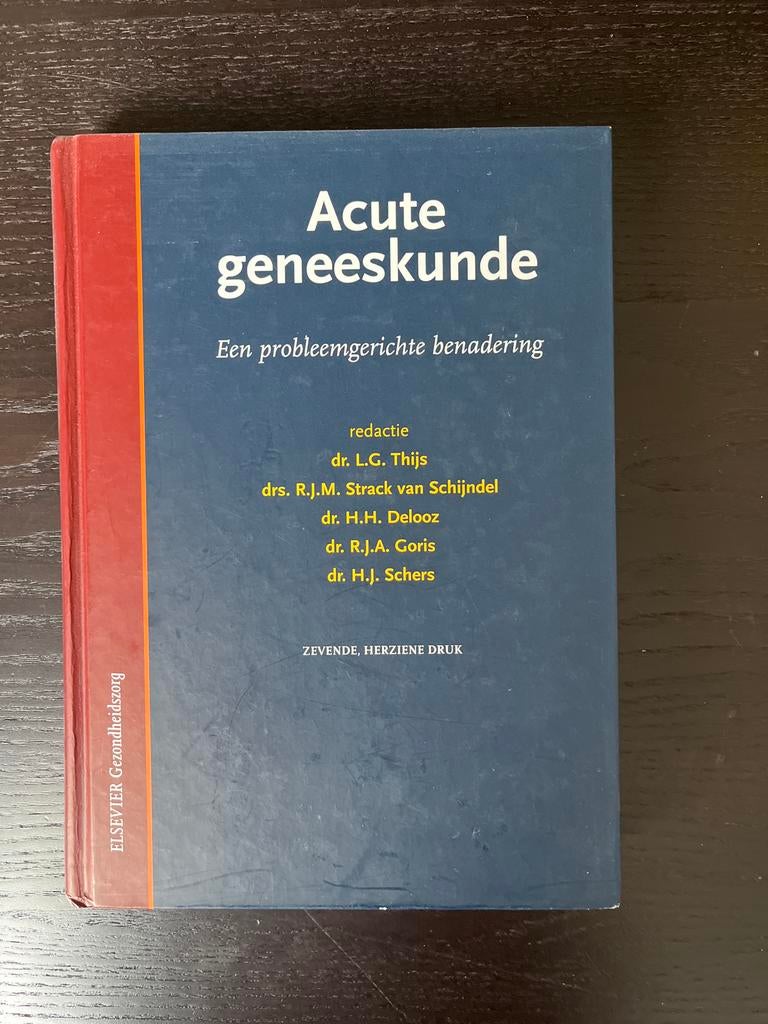 Acute
geneeskunde
Een probleemgerichte benadering
redactie
dr. L.G. Thijs
drs. R.J.M. Strack van Schijndel
dr. H.H. Delooz
dr. R.J.A. Goris
dr. H.J. Schers
ZEVENDE, HERZIENE DRUK
ELSEVIER Gezondheidszorg